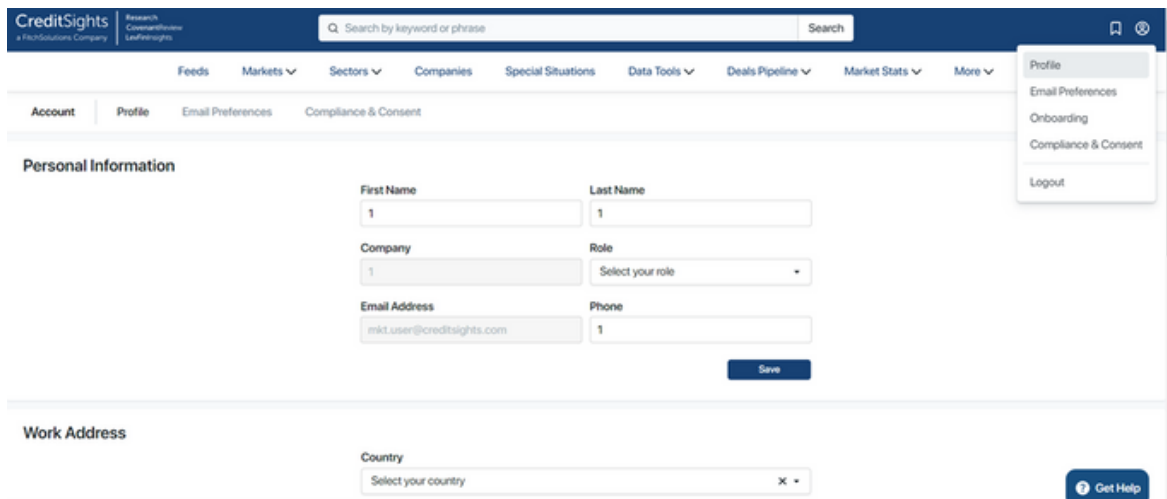 CreditSights
a FitchSolutions Company
Research
CovenantReview
LevFinInsights
Search by keyword or phrase
Search
Feeds Markets Sectors Companies Special Situations Data Tools Deals Pipeline Market Stats More
Profile
Email Preferences
Onboarding
Compliance & Consent
Logout
Account Profile Email Preferences Compliance & Consent
Personal Information
First Name Last Name
1 1
Company Role
1 Select your role
Email Address Phone
mkt.user@creditsights.com 1
Save
Work Address
Country
Select your country
Get Help